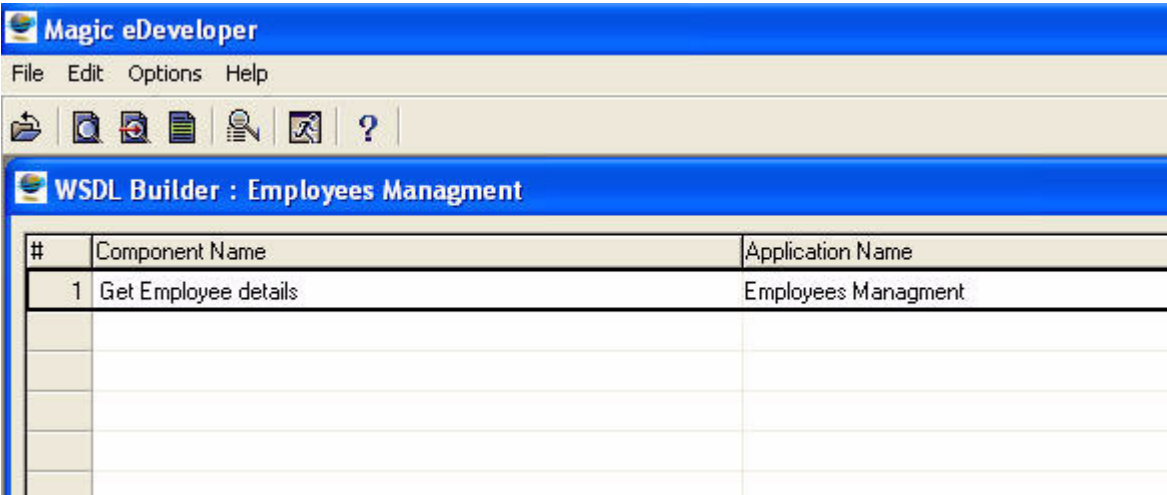 Magic eDeveloper
File Edit Options Help
?
WSDL Builder : Employees Managment
# Component Name Application Name
1 Get Employee details Employees Managment